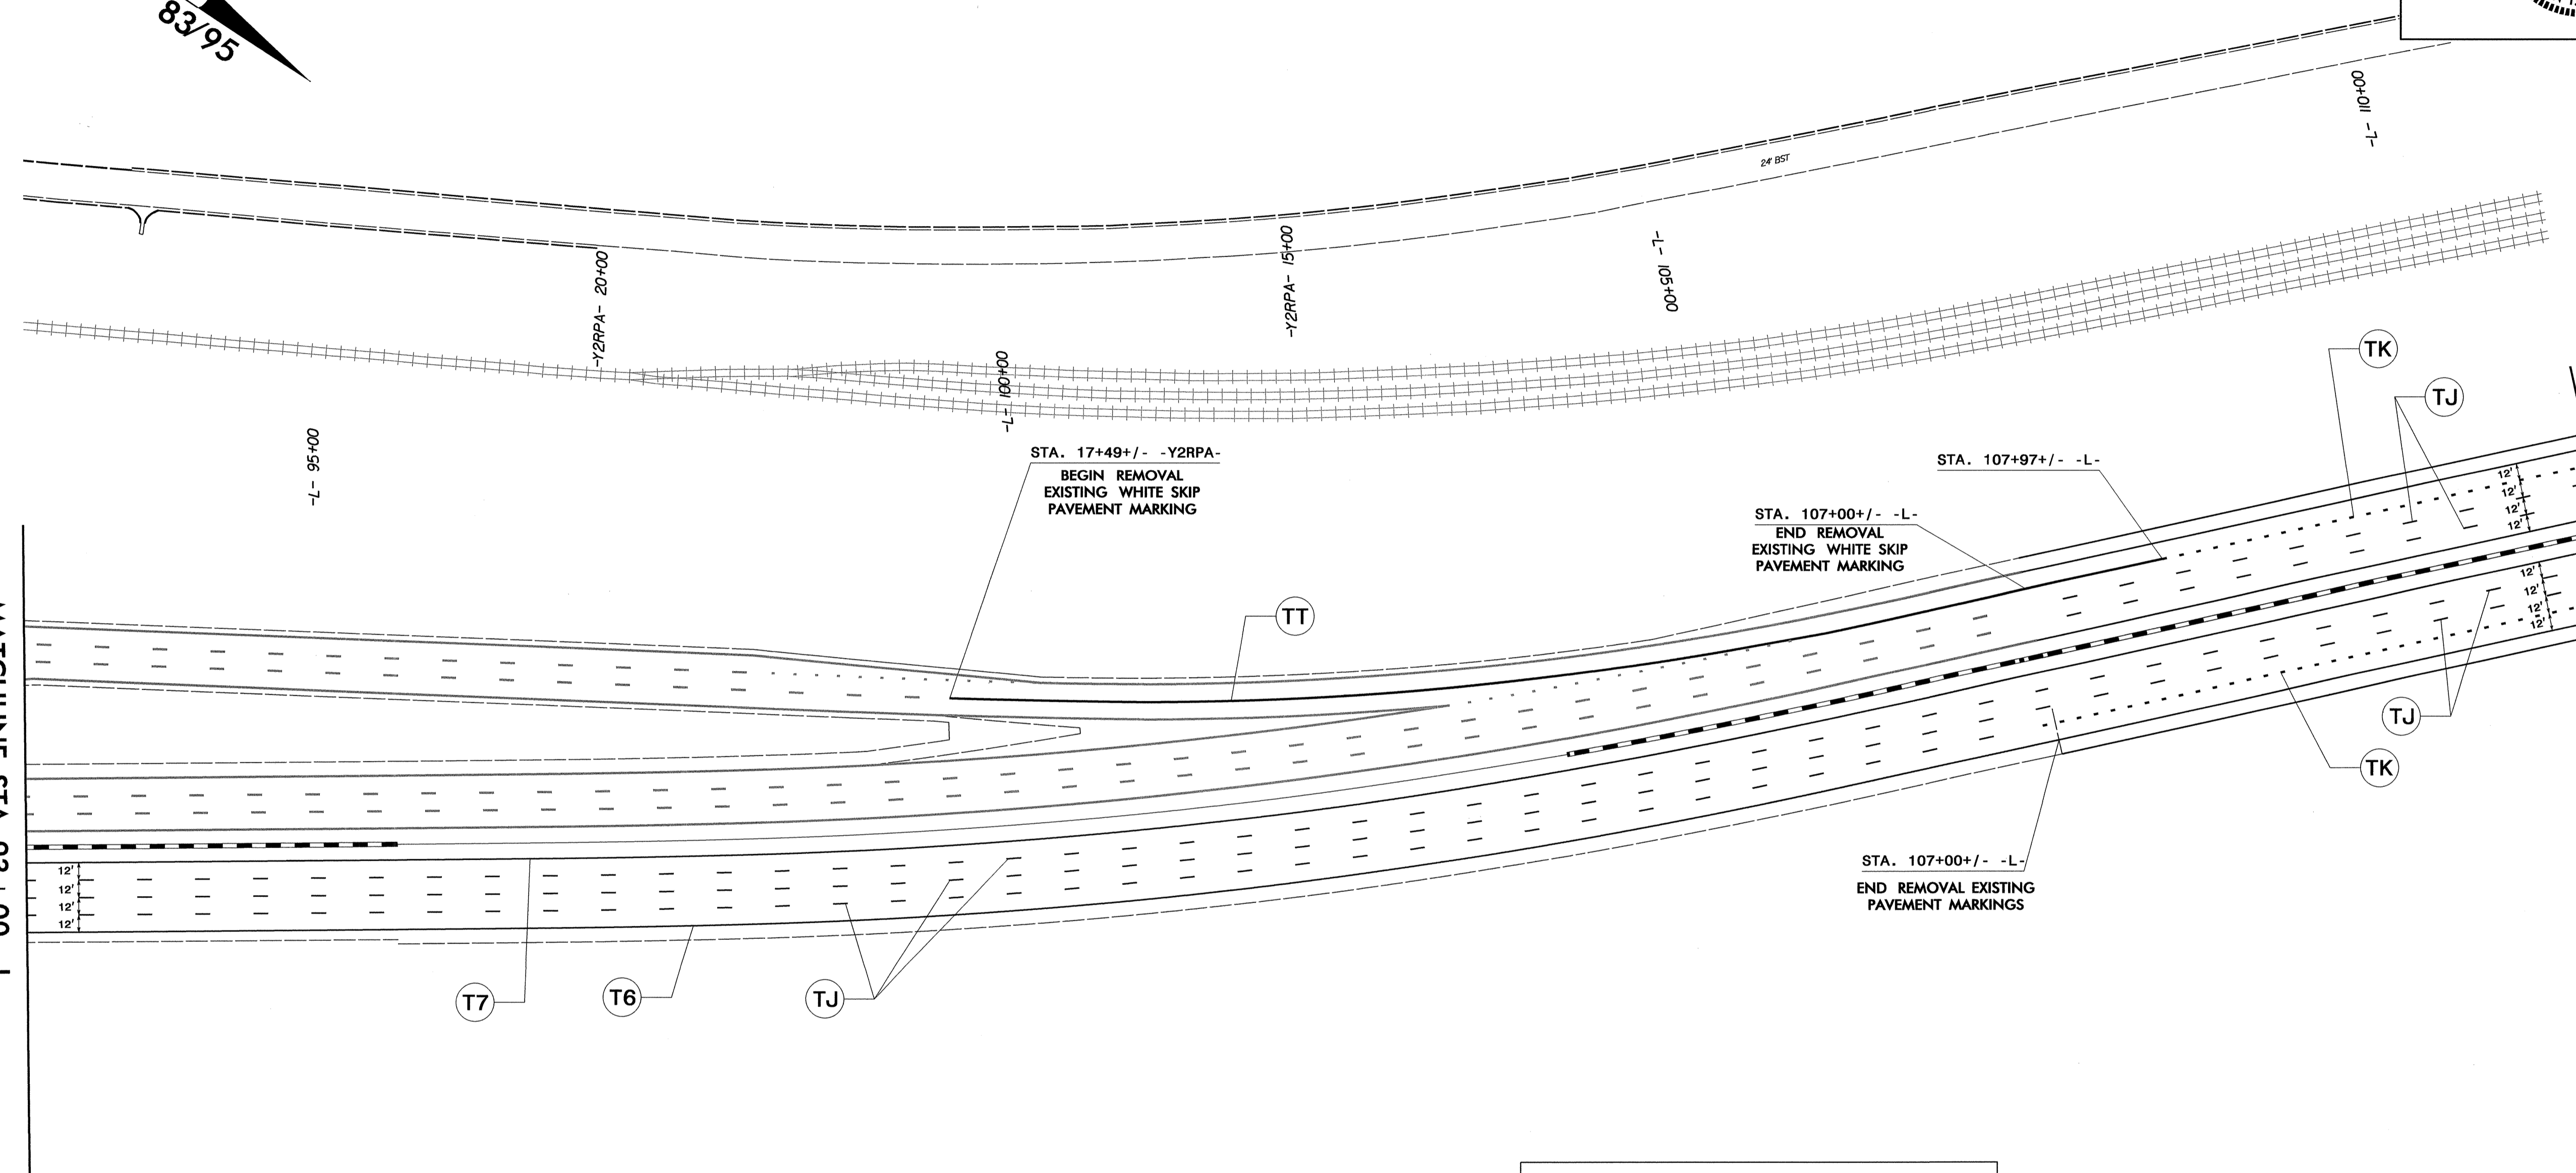 83/95
24' BST
-L- 110+00
-Y2RPA- 20+00
-Y2RPA- 15+00
-L- 105+00
-L- 100+00
-L- 95+00
TK
TJ
STA. 17+49+/- -Y2RPA-
BEGIN REMOVAL
EXISTING WHITE SKIP
PAVEMENT MARKING
STA. 107+97+/- -L-
STA. 107+00+/- -L-
END REMOVAL
EXISTING WHITE SKIP
PAVEMENT MARKING
12'
12'
12'
12'
TT
12'
12'
12'
12'
TJ
TK
STA. 107+00+/- -L-
END REMOVAL EXISTING
PAVEMENT MARKINGS
12'
12'
12'
12'
T7
T6
TJ